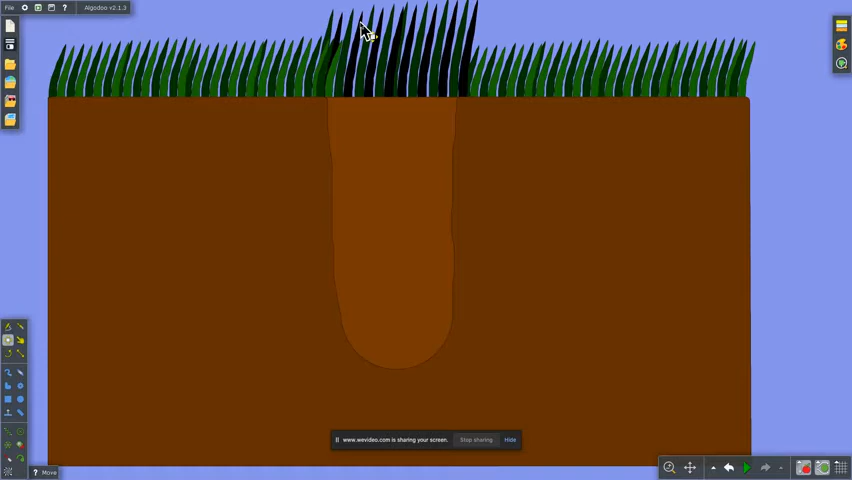 File ? Algodoo v2.1.3
www.wevideo.com is sharing your screen. Stop sharing Hide
? Move